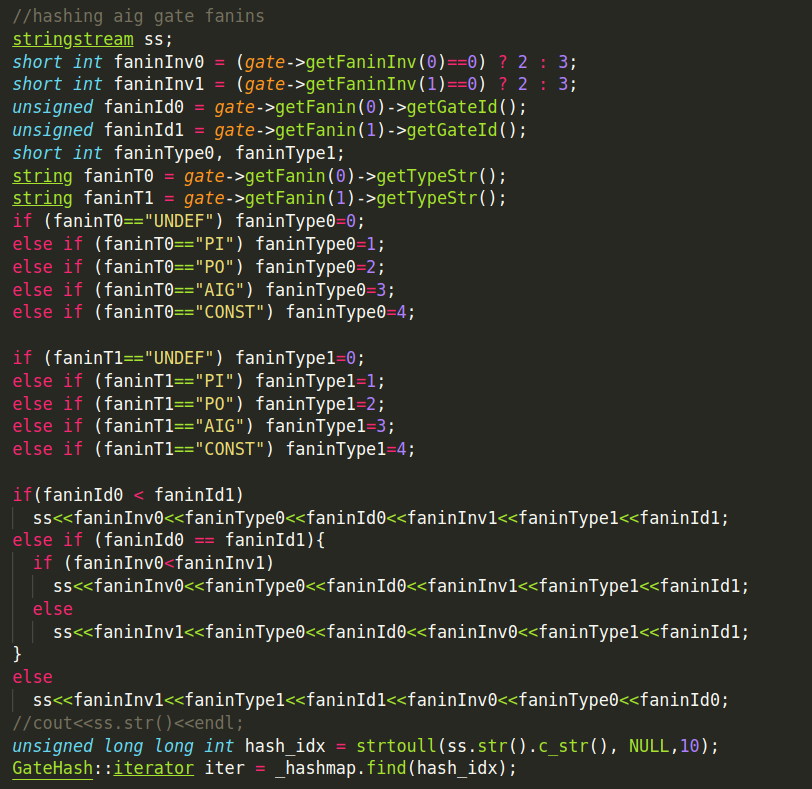 //hashing aig gate fanins
stringstream ss;
short int faninInv0 = (gate->getFaninInv(0)==0) ? 2 : 3;
short int faninInv1 = (gate->getFaninInv(1)==0) ? 2 : 3;
unsigned faninId0 = gate->getFanin(0)->getGateId();
unsigned faninId1 = gate->getFanin(1)->getGateId();
short int faninType0, faninType1;
string faninT0 = gate->getFanin(0)->getTypeStr();
string faninT1 = gate->getFanin(1)->getTypeStr();
if (faninT0=="UNDEF") faninType0=0;
else if (faninT0=="PI") faninType0=1;
else if (faninT0=="PO") faninType0=2;
else if (faninT0=="AIG") faninType0=3;
else if (faninT0=="CONST") faninType0=4;

if (faninT1=="UNDEF") faninType1=0;
else if (faninT1=="PI") faninType1=1;
else if (faninT1=="PO") faninType1=2;
else if (faninT1=="AIG") faninType1=3;
else if (faninT1=="CONST") faninType1=4;

if(faninId0 < faninId1)
  ss<<faninInv0<<faninType0<<faninId0<<faninInv1<<faninType1<<faninId1;
else if (faninId0 == faninId1){
  if (faninInv0<faninInv1)
    ss<<faninInv0<<faninType0<<faninId0<<faninInv1<<faninType1<<faninId1;
  else
    ss<<faninInv1<<faninType0<<faninId0<<faninInv0<<faninType1<<faninId1;
}
else
  ss<<faninInv1<<faninType1<<faninId1<<faninInv0<<faninType0<<faninId0;
//cout<<ss.str()<<endl;
unsigned long long int hash_idx = strtoull(ss.str().c_str(), NULL,10);
GateHash::iterator iter = _hashmap.find(hash_idx);